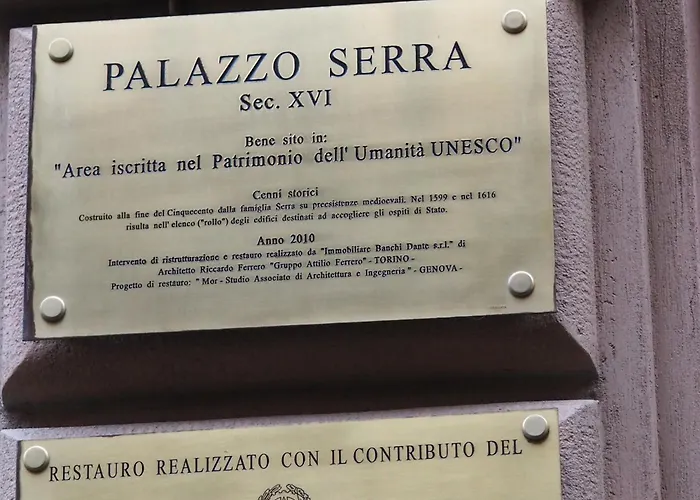 PALAZZO SERRA
Sec. XVI
Bene sito in:
"Area iscritta nel Patrimonio dell' Umanità UNESCO"
Cenni storici
Costruito alla fine del Cinquecento dalla famiglia Serra su preesistenze medioevali. Nel 1599 e nel 1616
risulta nell' elenco ("rollo") degli edifici destinati ad accogliere gli ospiti di Stato.
Anno 2010
Intervento di ristrutturazione e restauro realizzato da "Immobiliare Banchi Dante s.r.l." di
Architetto Riccardo Ferrero "Gruppo Attilio Ferrero" - TORINO -
Progetto di restauro: " Mor - Studio Associato di Architettura e Ingegneria" - GENOVA -
RESTAURO REALIZZATO CON IL CONTRIBUTO DEL